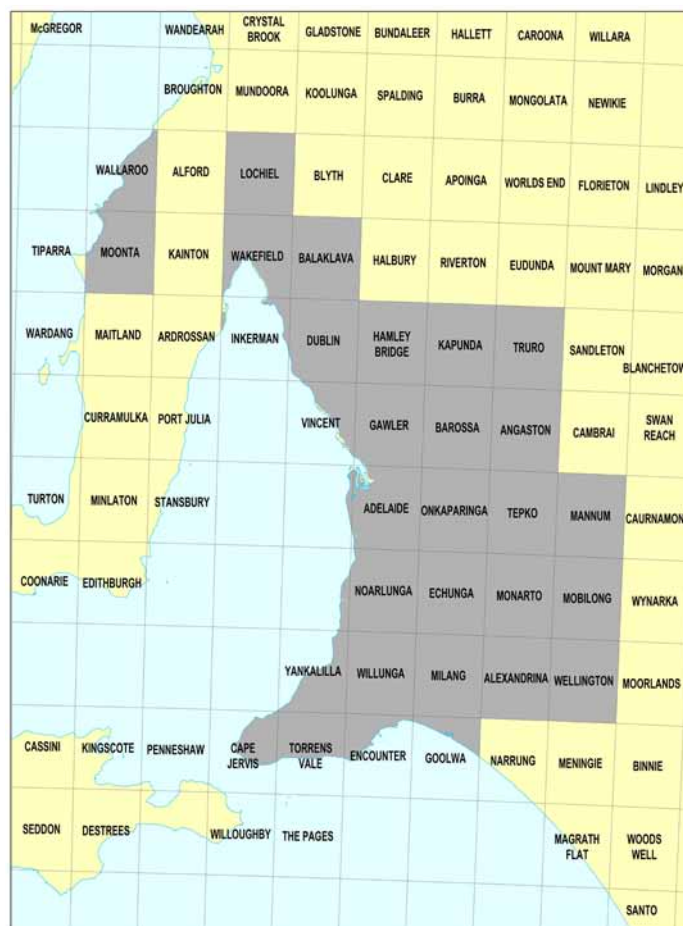 McGREGOR WANDEARAH CRYSTAL BROOK GLADSTONE BUNDALEER HALLETT CAROONA WILLARA
BROUGHTON MUNDOORA KOOLUNGA SPALDING BURRA MONGOLATA NEWIKIE
WALLAROO ALFORD LOCHIEL BLYTH CLARE APOINGA WORLDS END FLORIETON LINDLEY
TIPARRA MOONTA KAINTON WAKEFIELD BALAKLAVA HALBURY RIVERTON EUDUNDA MOUNT MARY MORGAN
WARDANG MAITLAND ARDROSSAN INKERMAN DUBLIN HAMLEY BRIDGE KAPUNDA TRURO SANDLETON BLANCHETOW
CURRAMULKA PORT JULIA VINCENT GAWLER BAROSSA ANGASTON CAMBRAI SWAN REACH
TURTON MINLATON STANSBURY ADELAIDE ONKAPARINGA TEPKO MANNUM CAURNAMON
COONARIE EDITHBURGH NOARLUNGA ECHUNGA MONARTO MOBILONG WYNARKA
YANKALILLA WILLUNGA MILANG ALEXANDRINA WELLINGTON MOORLANDS
CASSINI KINGSCOTE PENNESHAW CAPE JERVIS TORRENS VALE ENCOUNTER GOOLWA NARRUNG MENINGIE BINNIE
SEDDON DESTREES WILLOUGHBY THE PAGES MAGRATH FLAT WOODS WELL
SANTO